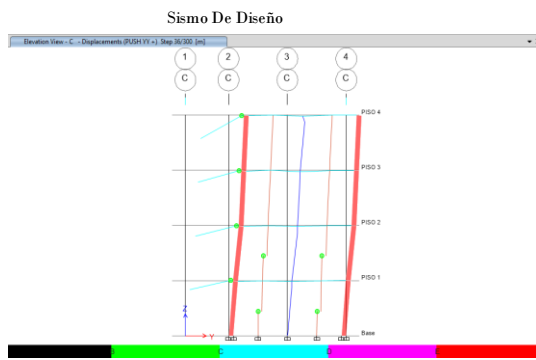 Sismo De Diseño
Elevation View - C - Displacements (PUSH YY +) Step 36/300 [m]
1 2 3 4
C C C C
PISO 4
PISO 3
PISO 2
PISO 1
Z
Y
Base
B C D E